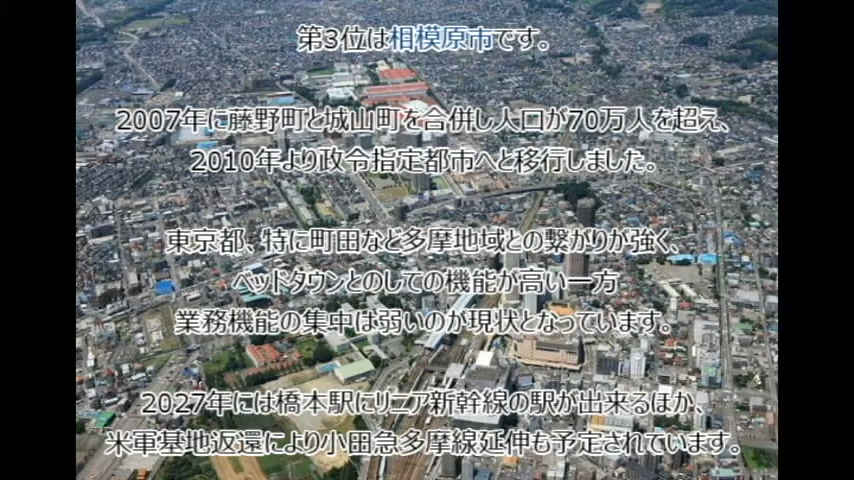 第3位は相模原市です。
2007年に藤野町と城山町を合併し人口が70万人を超え、
2010年より政令指定都市へと移行しました。
東京都、特に町田など多摩地域との繋がりが強く、
ベッドタウンとのしての機能が高い一方
業務機能の集中は弱いのが現状となっています。
2027年には橋本駅にリニア新幹線の駅が出来るほか、
米軍基地返還により小田急多摩線延伸も予定されています。